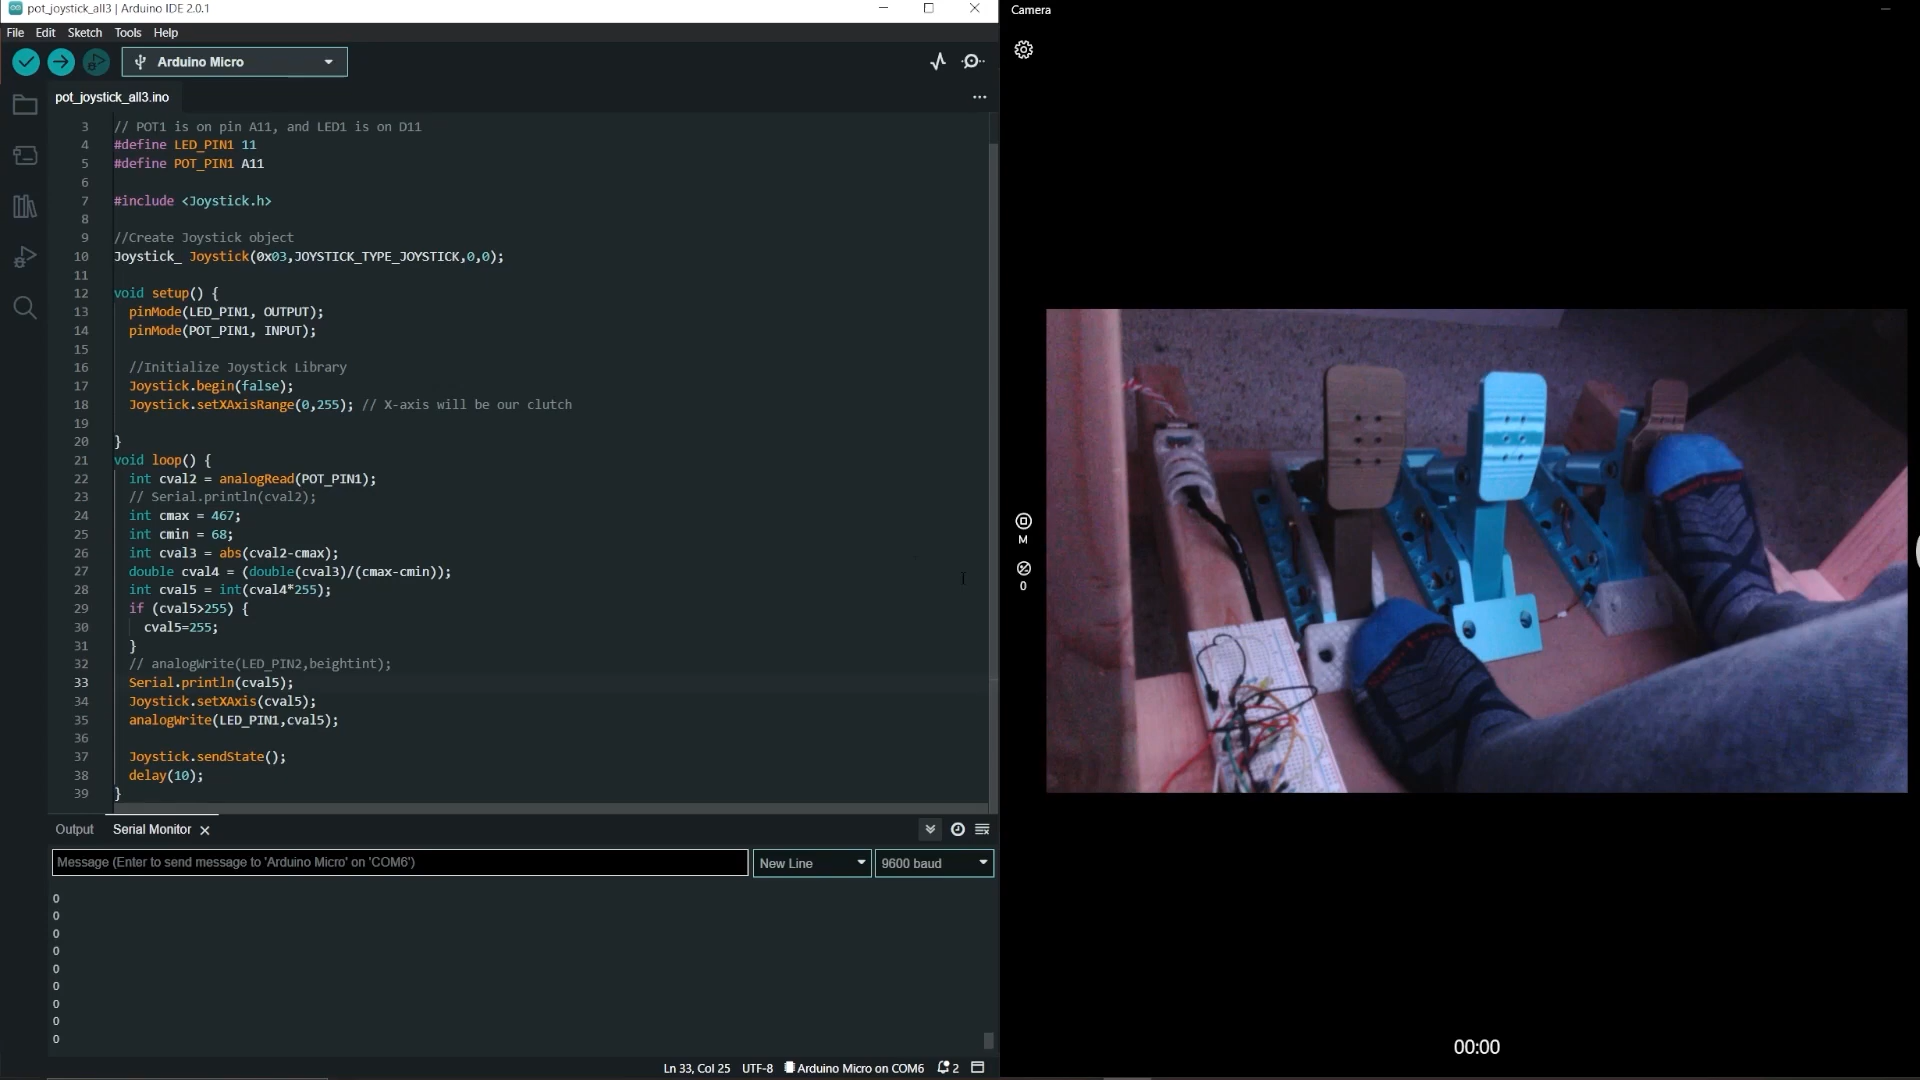 pot_joystick_all3 | Arduino IDE 2.0.1
File Edit Sketch Tools Help
Arduino Micro
pot_joystick_all3.ino
3 // POT1 is on pin A11, and LED1 is on D11
4 #define LED_PIN1 11
5 #define POT_PIN1 A11
6
7 #include <Joystick.h>
8
9 //Create Joystick object
10 Joystick_ Joystick(0x03,JOYSTICK_TYPE_JOYSTICK,0,0);
11
12 void setup() {
13 pinMode(LED_PIN1, OUTPUT);
14 pinMode(POT_PIN1, INPUT);
15
16 //Initialize Joystick Library
17 Joystick.begin(false);
18 Joystick.setXAxisRange(0,255); // X-axis will be our clutch
19
20 }
21 void loop() {
22 int cval2 = analogRead(POT_PIN1);
23 // Serial.println(cval2);
24 int cmax = 467;
25 int cmin = 68;
26 int cval3 = abs(cval2-cmax);
27 double cval4 = (double(cval3)/(cmax-cmin));
28 int cval5 = int(cval4*255);
29 if (cval5>255) {
30 cval5=255;
31 }
32 // analogWrite(LED_PIN2,beightint);
33 Serial.println(cval5);
34 Joystick.setXAxis(cval5);
35 analogWrite(LED_PIN1,cval5);
36
37 Joystick.sendState();
38 delay(10);
39 }
Output Serial Monitor
Message (Enter to send message to 'Arduino Micro' on 'COM6')
New Line
9600 baud
0
0
0
0
0
0
0
0
0
Ln 33, Col 25 UTF-8 Arduino Micro on COM6 2
Camera
M
0
00:00